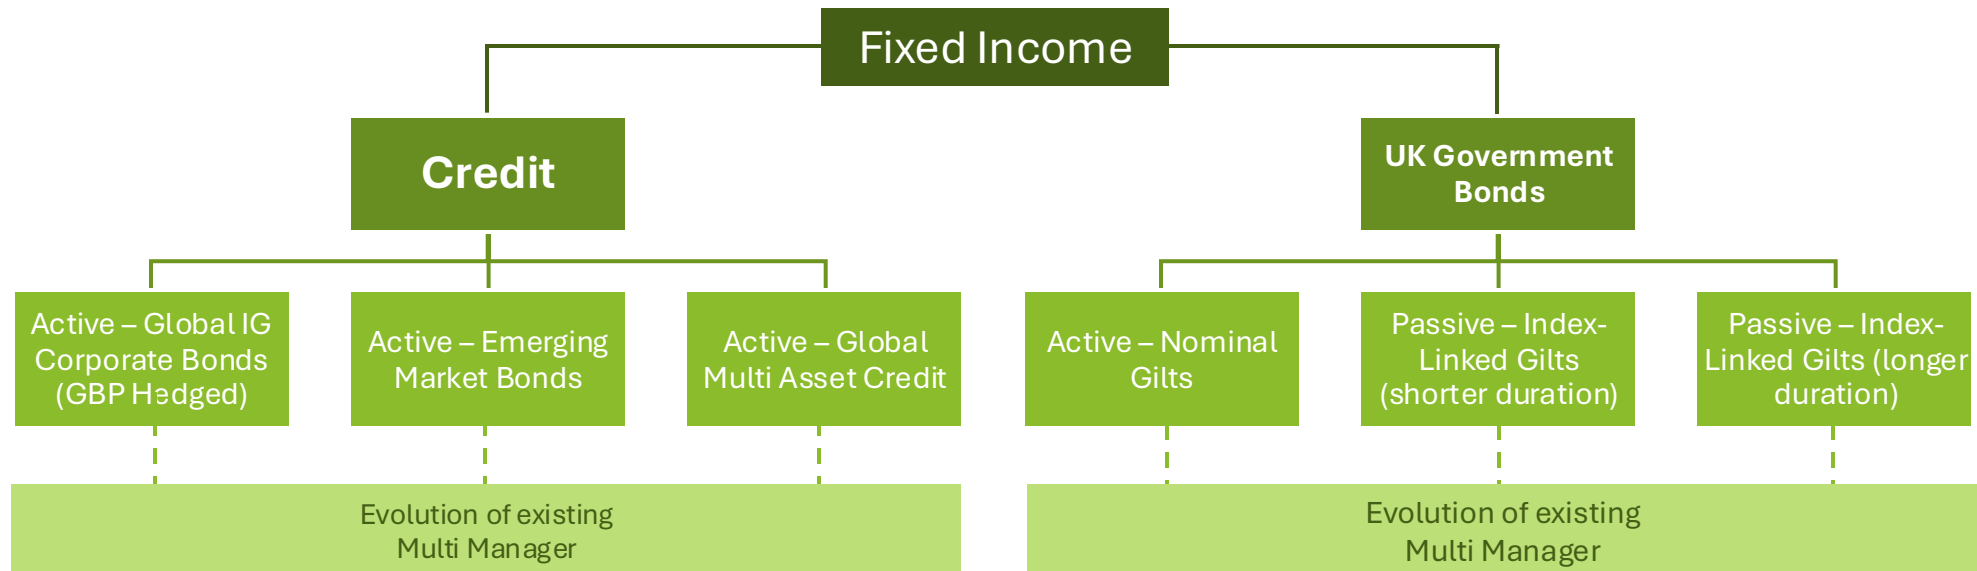 Fixed Income
Credit
UK Government
Bonds
Active – Global IG
Corporate Bonds
(GBP Hedged)
Active – Emerging
Market Bonds
Active – Global
Multi Asset Credit
Active – Nominal
Gilts
Passive – Index-
Linked Gilts
(shorter duration)
Passive – Index-
Linked Gilts (longer
duration)
Evolution of existing
Multi Manager
Evolution of existing
Multi Manager